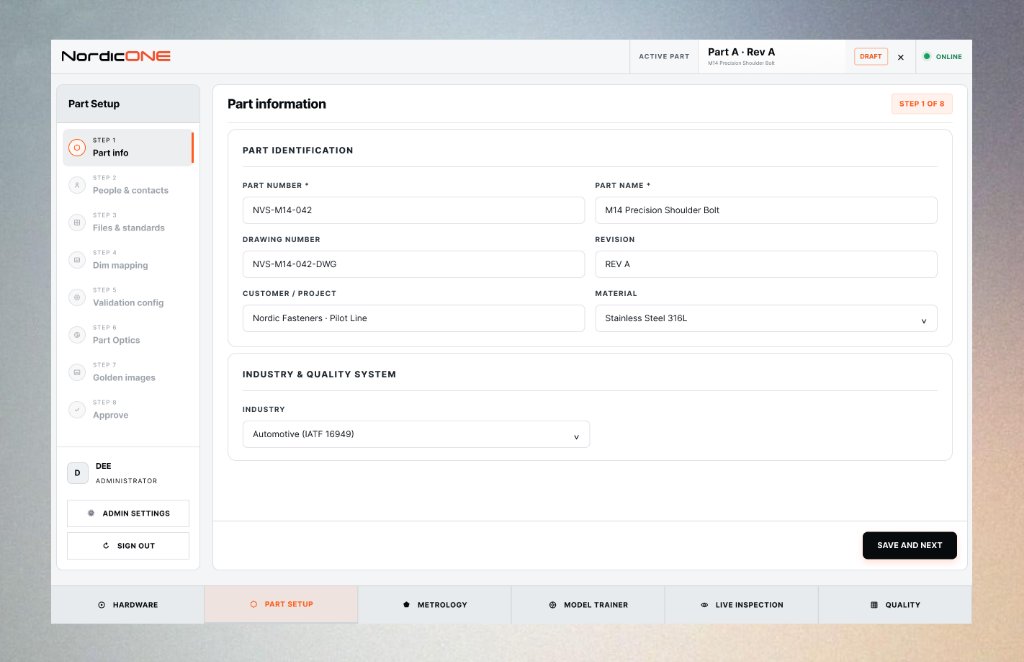 NordicONE
ACTIVE PART
Part A · Rev A
M14 Precision Shoulder Bolt
DRAFT
x
ONLINE
Part Setup
STEP 1
Part info
STEP 2
People & contacts
STEP 3
Files & standards
STEP 4
Dim mapping
STEP 5
Validation config
STEP 6
Part Optics
STEP 7
Golden images
STEP 8
Approve
D
DEE
ADMINISTRATOR
ADMIN SETTINGS
SIGN OUT
Part information
STEP 1 OF 8
PART IDENTIFICATION
PART NUMBER *
PART NAME *
NVS-M14-042
M14 Precision Shoulder Bolt
DRAWING NUMBER
REVISION
NVS-M14-042-DWG
REV A
CUSTOMER / PROJECT
MATERIAL
Nordic Fasteners · Pilot Line
Stainless Steel 316L
INDUSTRY & QUALITY SYSTEM
INDUSTRY
Automotive (IATF 16949)
SAVE AND NEXT
HARDWARE
PART SETUP
METROLOGY
MODEL TRAINER
LIVE INSPECTION
QUALITY